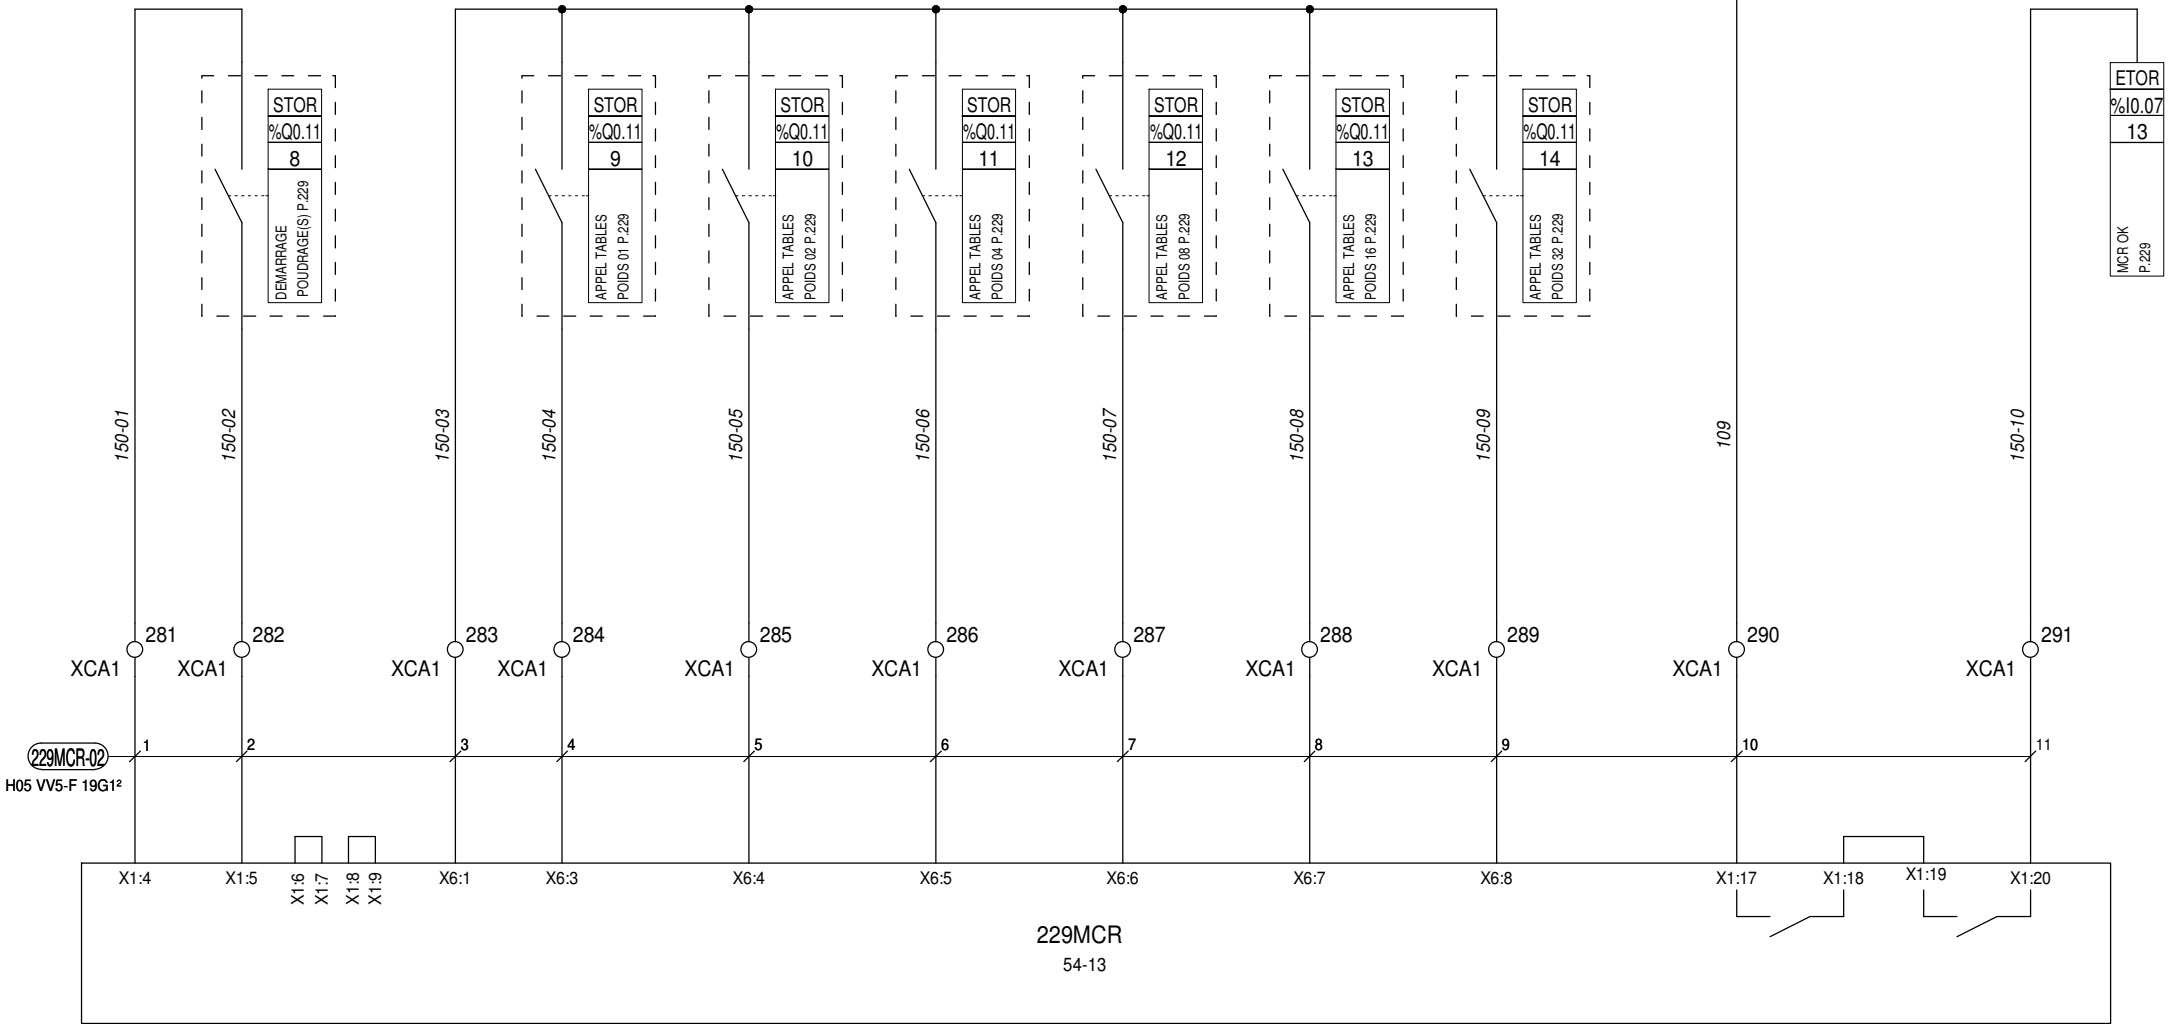 STOR
%Q0.11
8
DEMARRAGE
POUDRAGE(S) P.229
STOR
%Q0.11
9
APPEL TABLES
POIDS 01 P.229
STOR
%Q0.11
10
APPEL TABLES
POIDS 02 P.229
STOR
%Q0.11
11
APPEL TABLES
POIDS 04 P.229
STOR
%Q0.11
12
APPEL TABLES
POIDS 08 P.229
STOR
%Q0.11
13
APPEL TABLES
POIDS 16 P.229
STOR
%Q0.11
14
APPEL TABLES
POIDS 32 P.229
ETOR
%I0.07
13
MCR OK
P.229
150-01
150-02
150-03
150-04
150-05
150-06
150-07
150-08
150-09
109
150-10
281
XCA1
282
XCA1
283
XCA1
284
XCA1
285
XCA1
286
XCA1
287
XCA1
288
XCA1
289
XCA1
290
XCA1
291
XCA1
229MCR-02
1
2
3
4
5
6
7
8
9
10
11
H05 VV5-F 19G1²
X1:4
X1:5
X1:6
X1:7
X1:8
X1:9
X6:1
X6:3
X6:4
X6:5
X6:6
X6:7
X6:8
X1:17
X1:18
X1:19
X1:20
229MCR
54-13